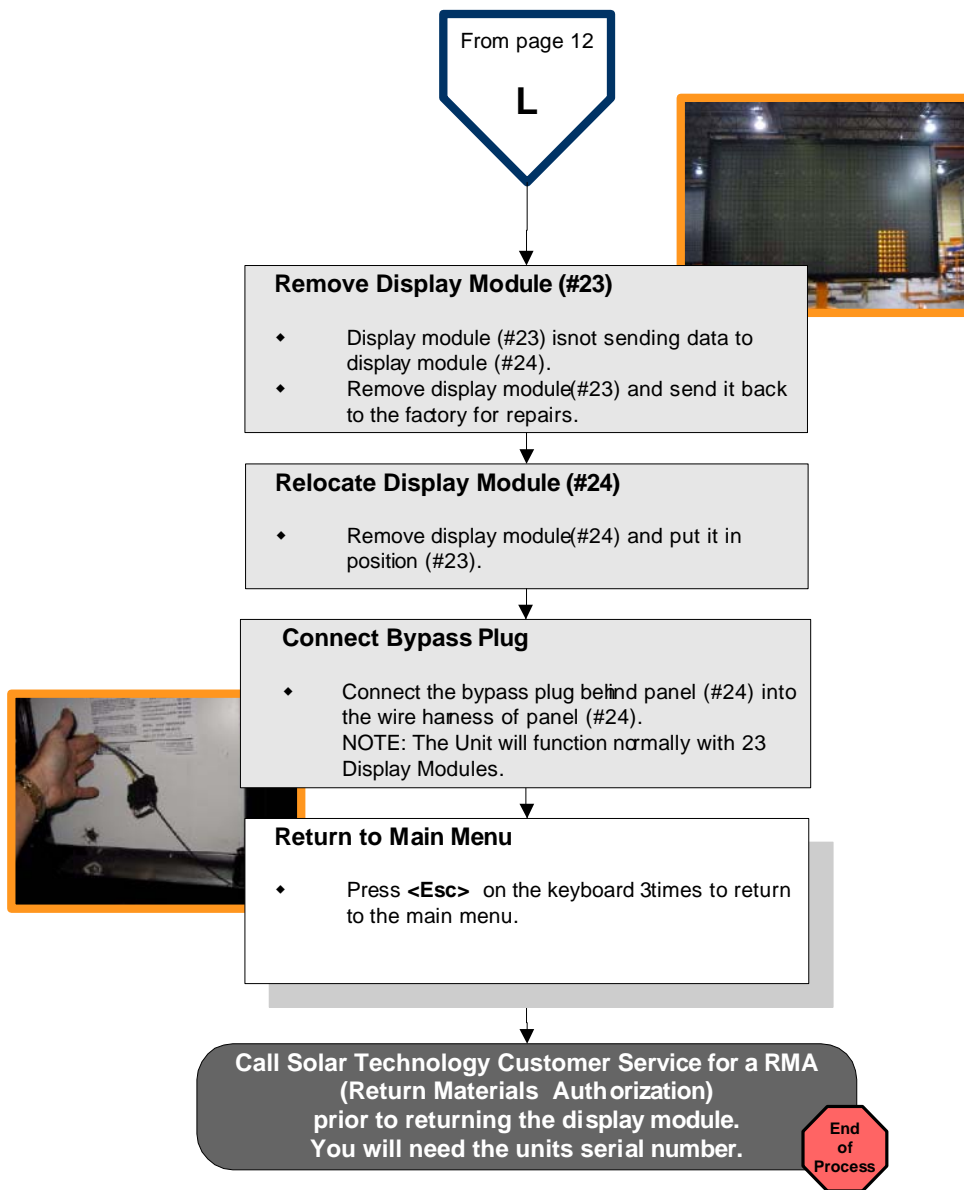 From page 12
L
Remove Display Module (#23)
◆ Display module (#23) isnot sending data to
display module (#24).
◆ Remove display module(#23) and send it back
to the factory for repairs.
Relocate Display Module (#24)
◆ Remove display module(#24) and put it in
position (#23).
Connect Bypass Plug
◆ Connect the bypass plug behind panel (#24) into
the wire harness of panel (#24).
NOTE: The Unit will function normally with 23
Display Modules.
Return to Main Menu
◆ Press <Esc> on the keyboard 3times to return
to the main menu.
Call Solar Technology Customer Service for a RMA
(Return Materials Authorization)
prior to returning the display module.
You will need the units serial number.
End
of
Process